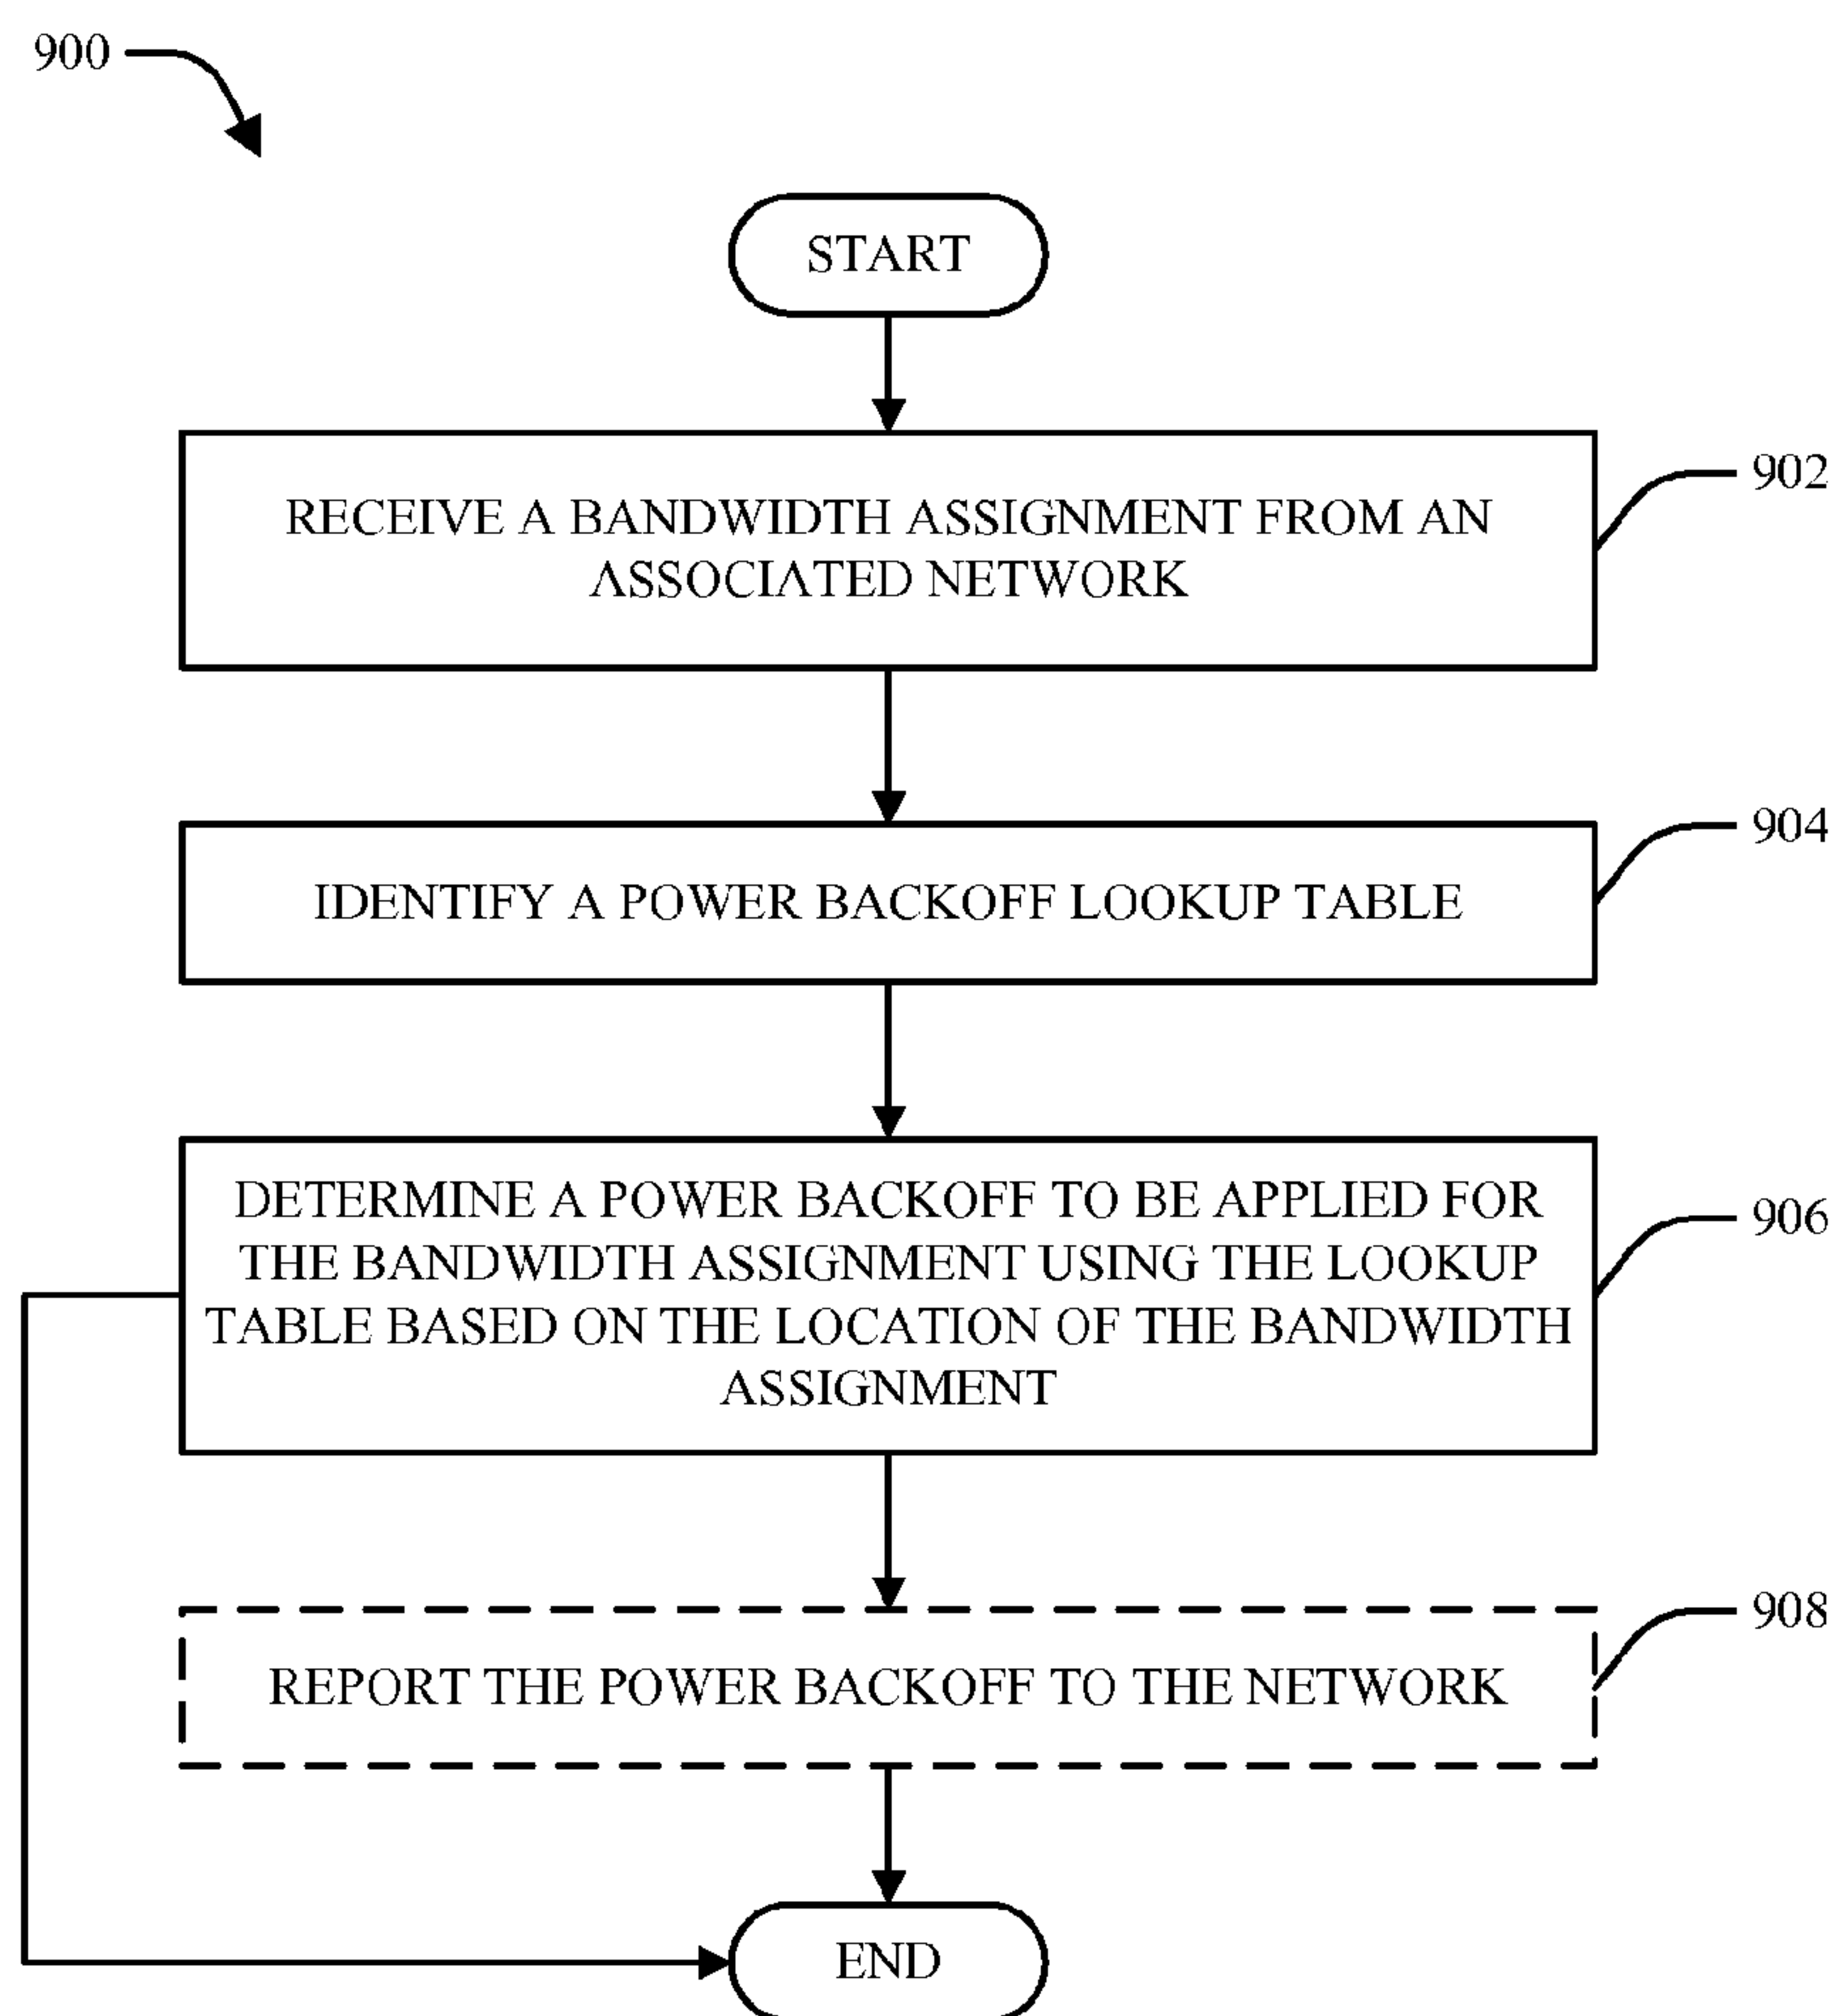 900
START
RECEIVE A BANDWIDTH ASSIGNMENT FROM AN
ASSOCIATED NETWORK
902
IDENTIFY A POWER BACKOFF LOOKUP TABLE
904
DETERMINE A POWER BACKOFF TO BE APPLIED FOR
THE BANDWIDTH ASSIGNMENT USING THE LOOKUP
TABLE BASED ON THE LOCATION OF THE BANDWIDTH
ASSIGNMENT
906
REPORT THE POWER BACKOFF TO THE NETWORK
908
END